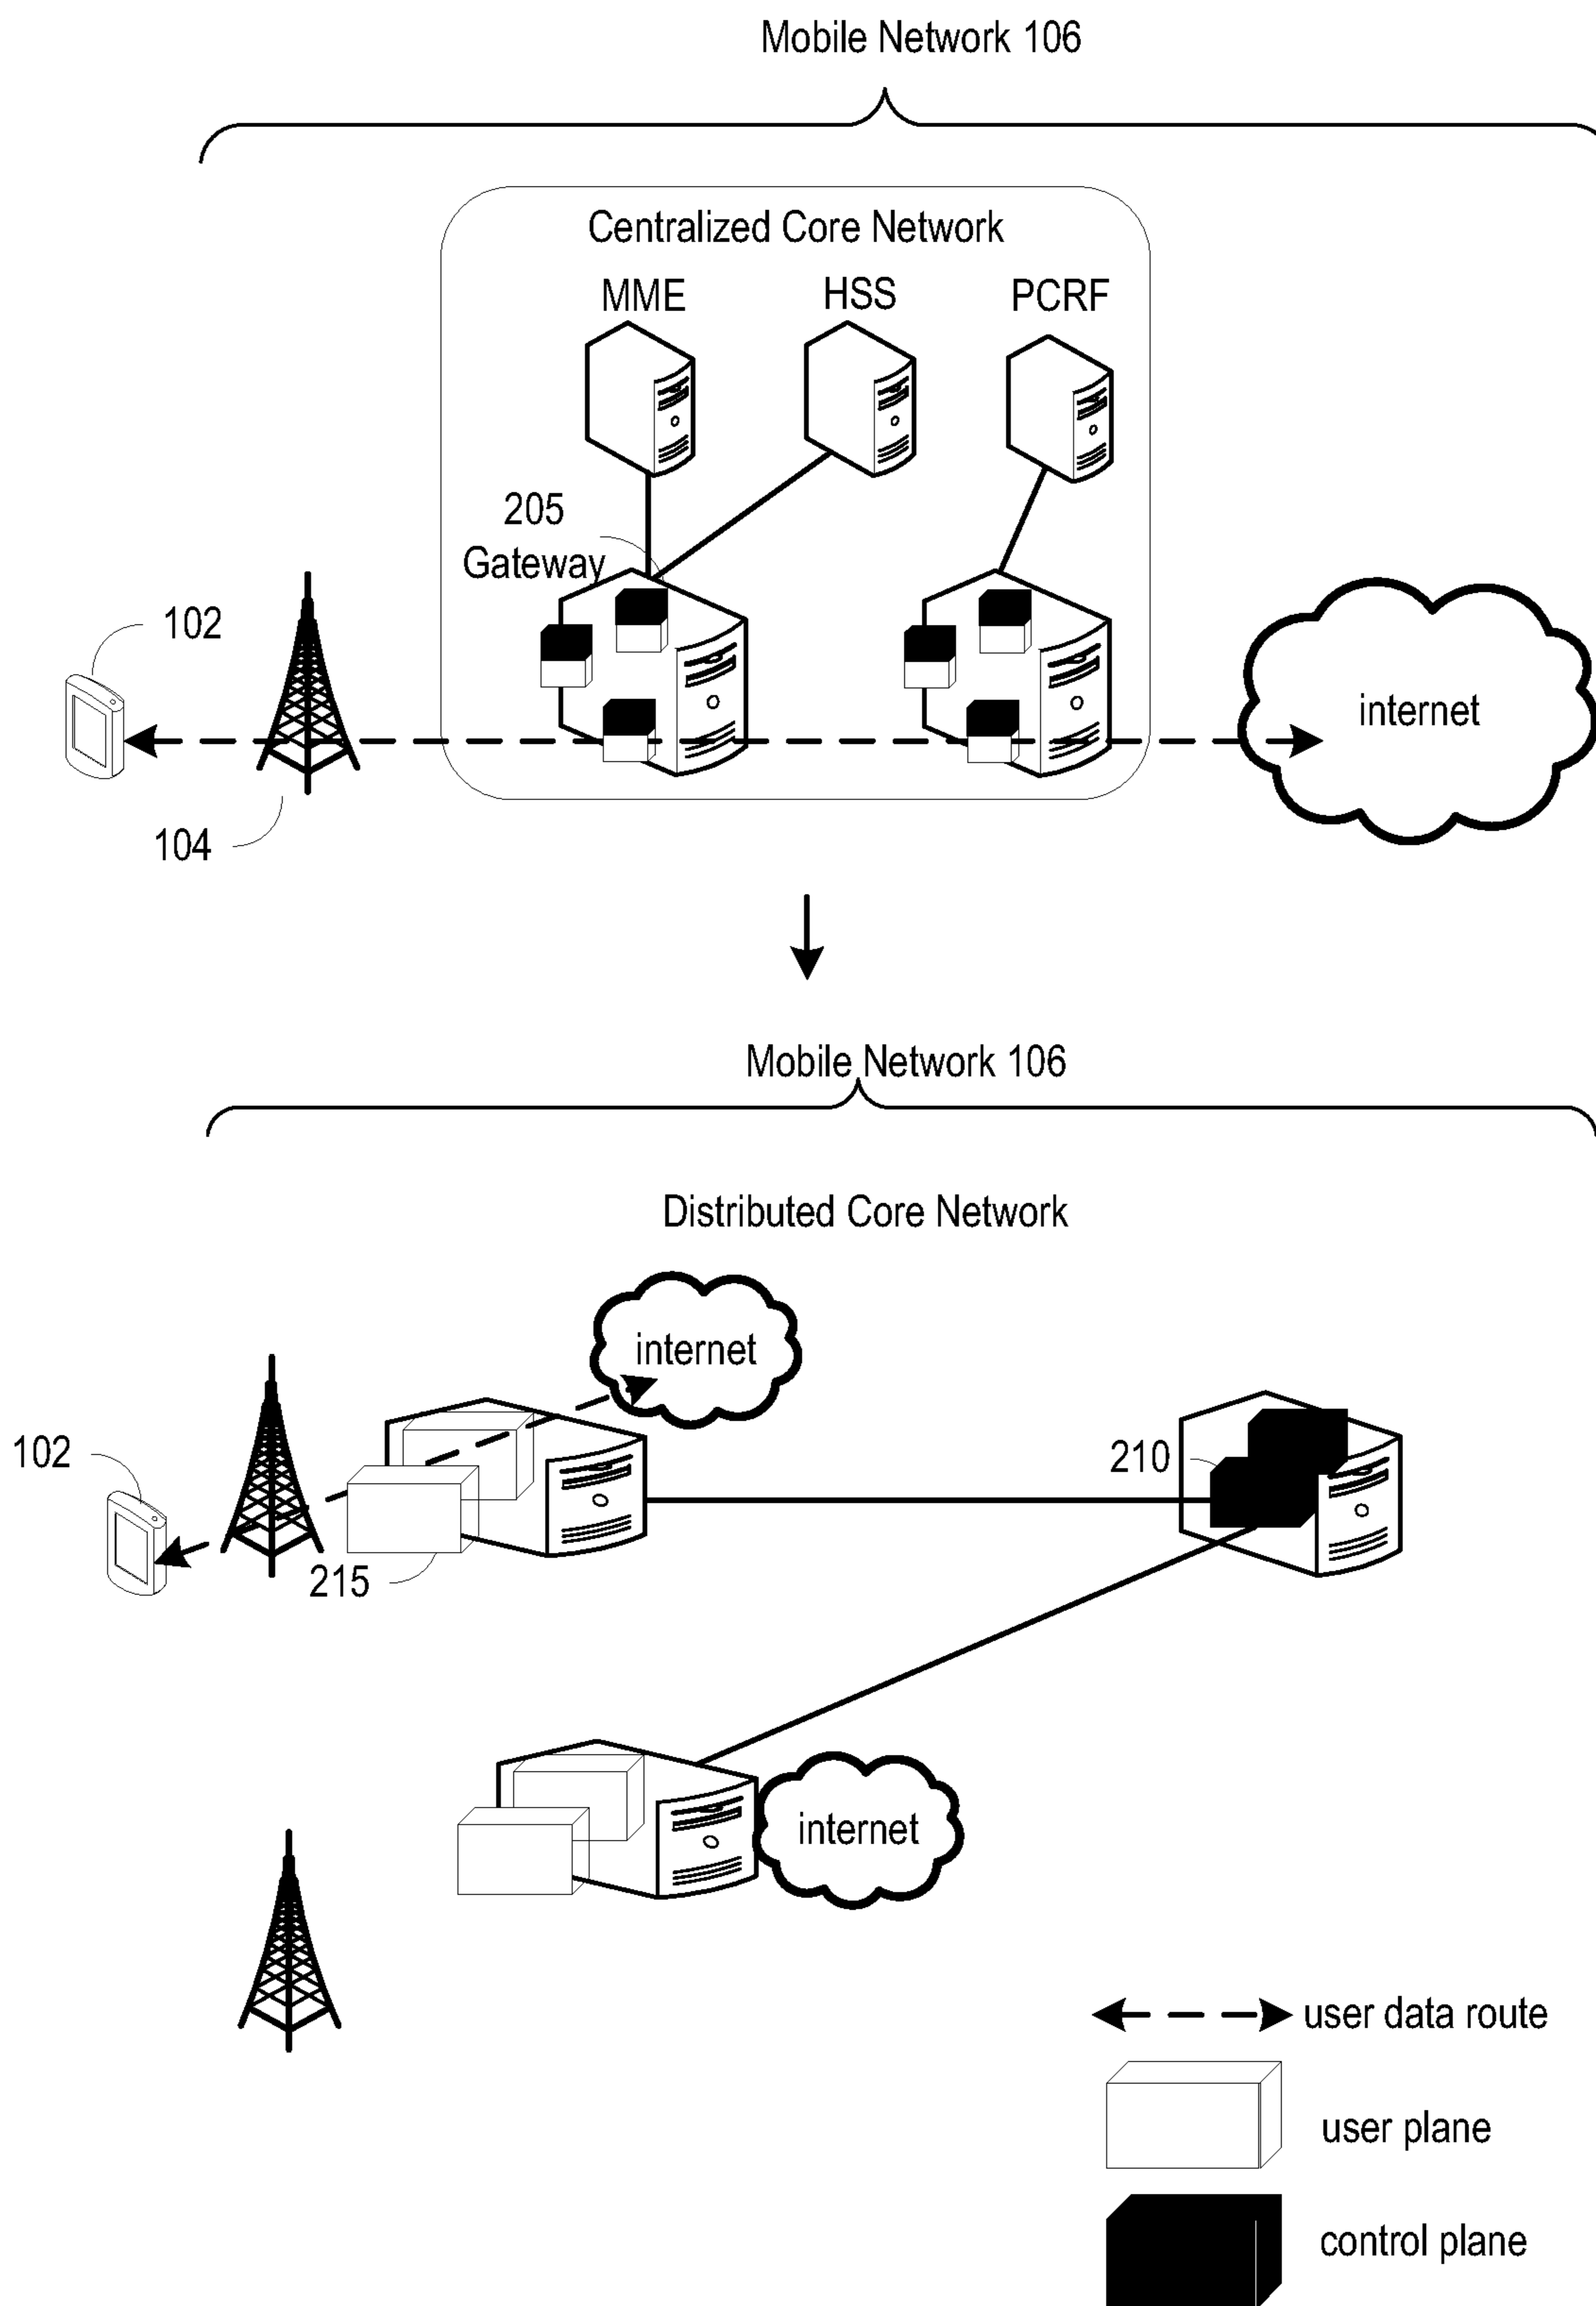 Mobile Network 106
Centralized Core Network
MME
HSS
PCRF
205
Gateway
102
internet
104
Mobile Network 106
Distributed Core Network
internet
102
210
215
internet
user data route
user plane
control plane